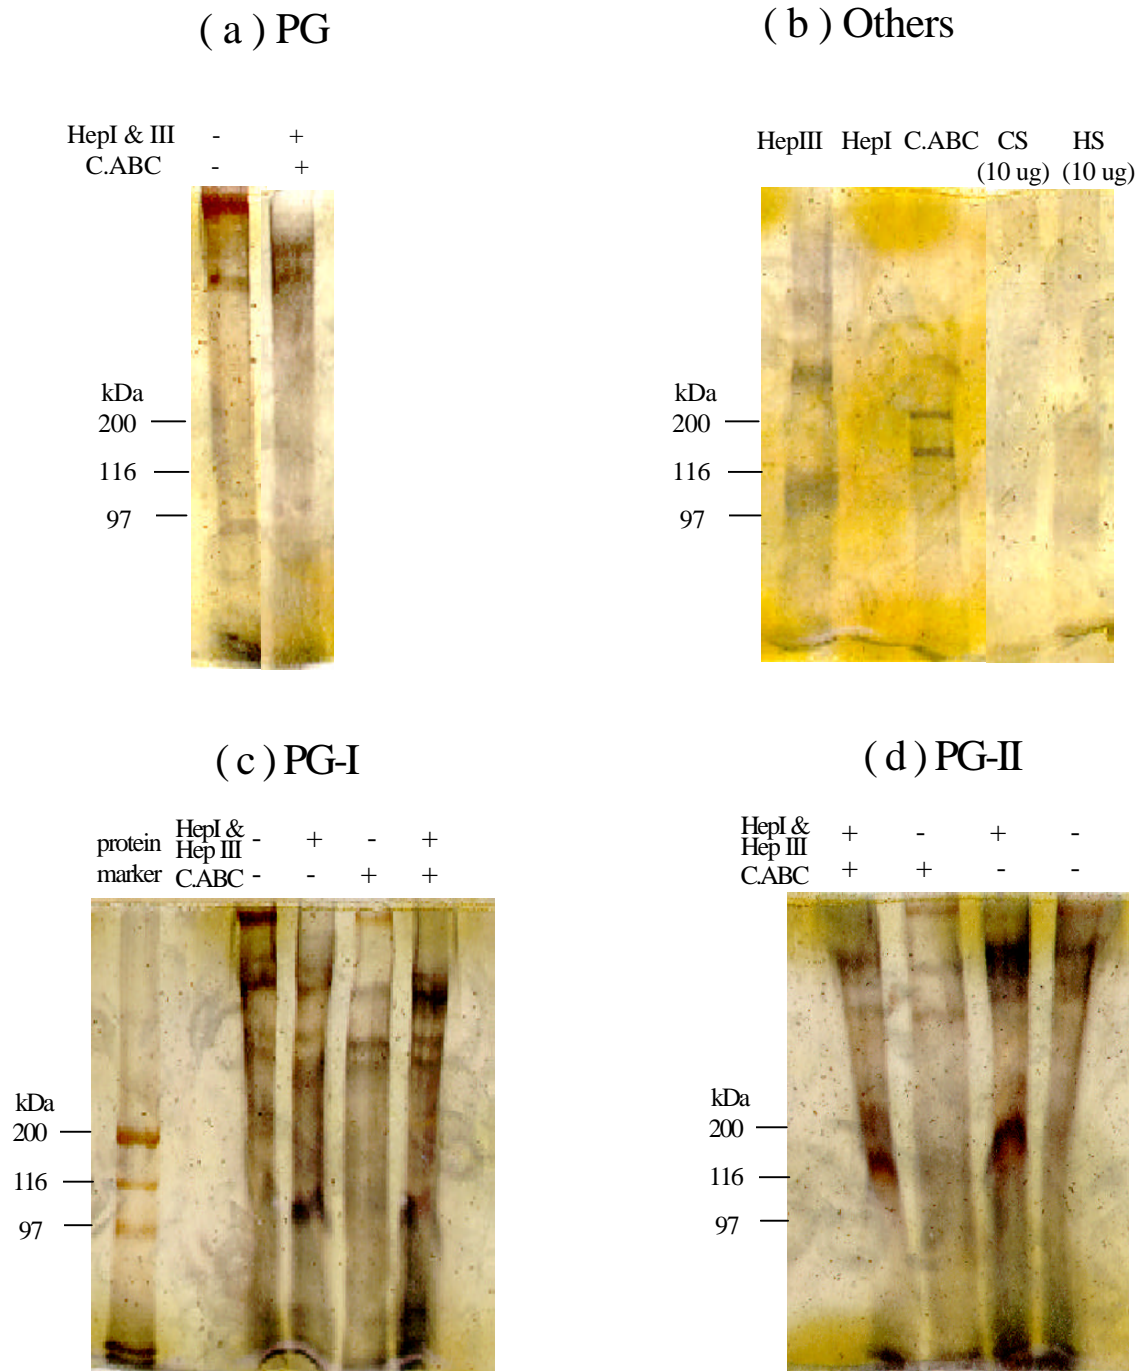 ( a ) PG
HepI & III - +
C.ABC - +
kDa
200
116
97
( b ) Others
HepIII HepI C.ABC CS HS
(10 ug) (10 ug)
kDa
200
116
97
( c ) PG-I
protein marker
HepI & Hep III - + - +
C.ABC - - + +
kDa
200
116
97
( d ) PG-II
HepI & Hep III + - + -
C.ABC + + - -
kDa
200
116
97